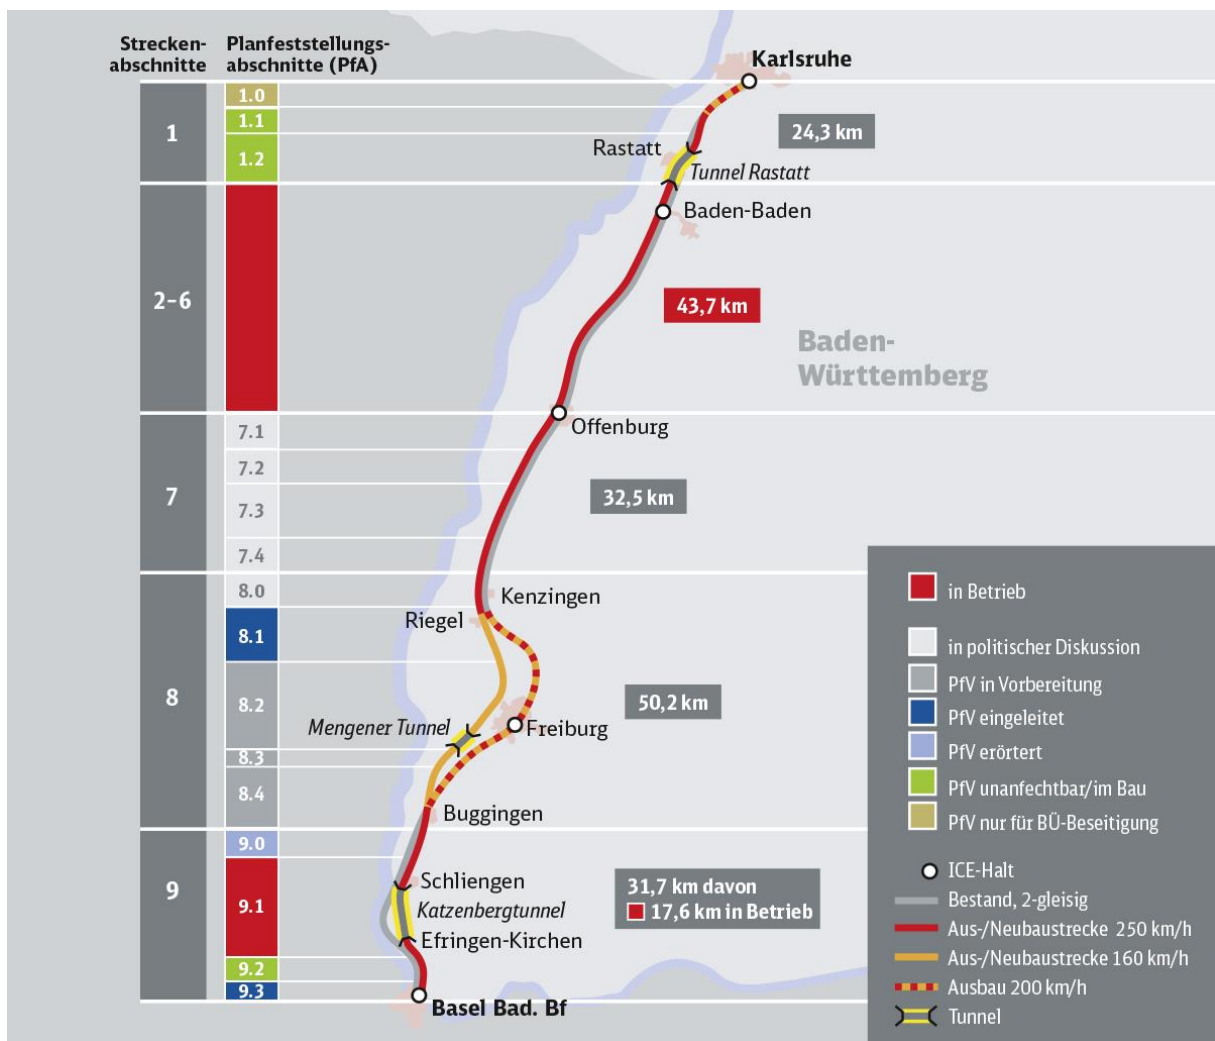 Strecken-
abschnitte
Planfeststellungs-
abschnitte (PfA)
1
1.0
1.1
1.2
2–6
7
7.1
7.2
7.3
7.4
8
8.0
8.1
8.2
8.3
8.4
9
9.0
9.1
9.2
9.3
Karlsruhe
24,3 km
Rastatt
Tunnel Rastatt
Baden-Baden
43,7 km
Baden-
Württemberg
Offenburg
32,5 km
Kenzingen
Riegel
50,2 km
Mengener Tunnel
Freiburg
Buggingen
Schliengen
Katzenbergtunnel
Efringen-Kirchen
31,7 km davon
17,6 km in Betrieb
Basel Bad. Bf
in Betrieb
in politischer Diskussion
PfV in Vorbereitung
PfV eingeleitet
PfV erörtert
PfV unanfechtbar/im Bau
PfV nur für BÜ-Beseitigung
ICE-Halt
Bestand, 2-gleisig
Aus-/Neubaustrecke 250 km/h
Aus-/Neubaustrecke 160 km/h
Ausbau 200 km/h
Tunnel